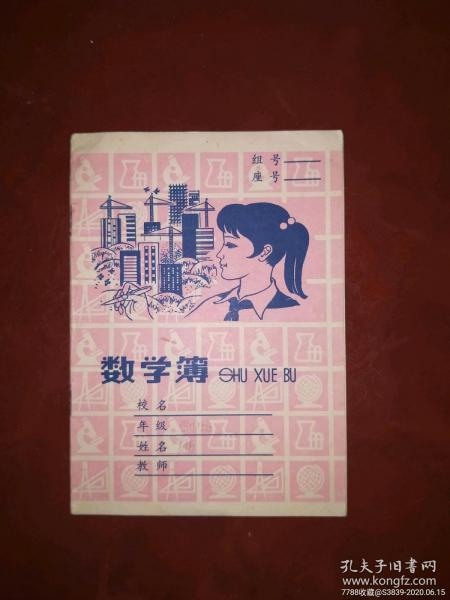 组号
座号
数学簿 SHU XUE BU
校名
年级
姓名
教师
孔夫子旧书网
www.kongfz.com
7788收藏@S3839-2020.06.15